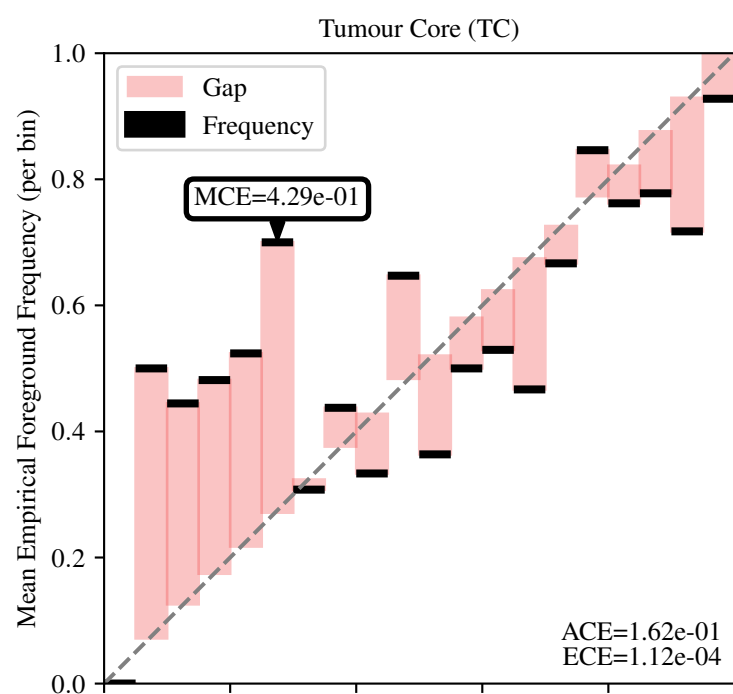 Tumour Core (TC)
Mean Empirical Foreground Frequency (per bin)
1.0
0.8
0.6
0.4
0.2
0.0
Gap
Frequency
MCE=4.29e-01
ACE=1.62e-01
ECE=1.12e-04